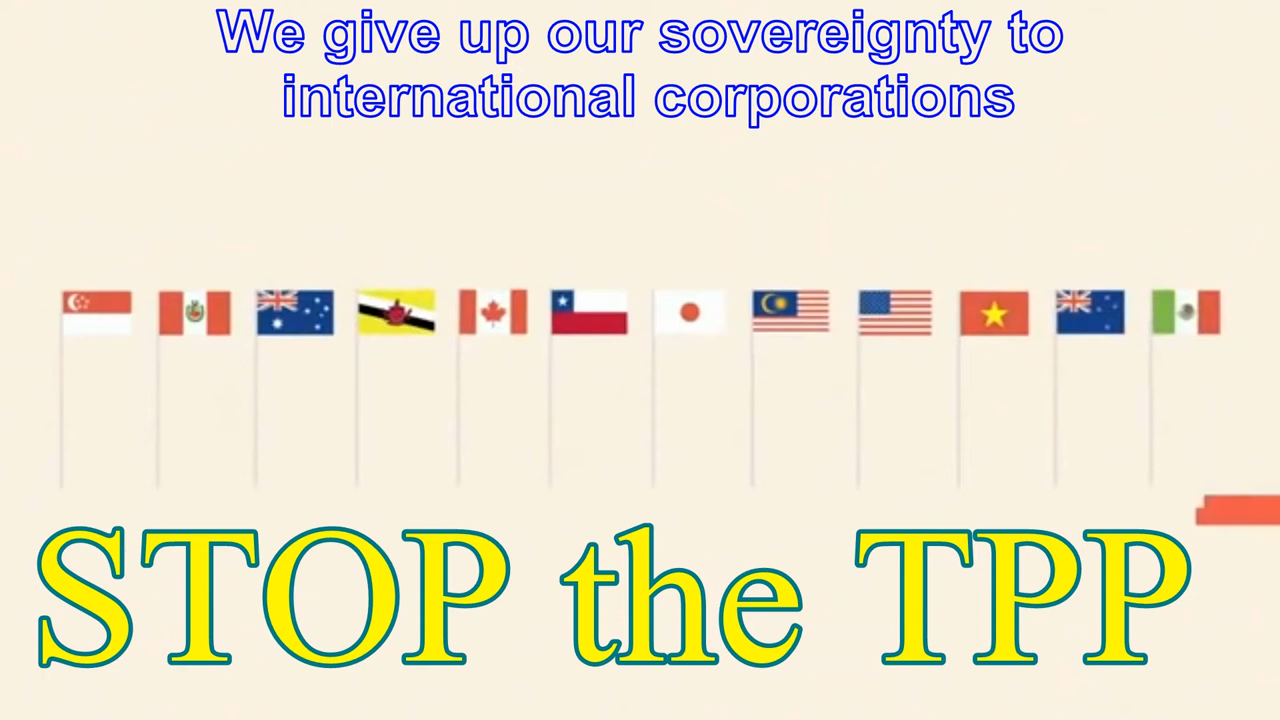 We give up our sovereignty to
international corporations
STOP the TPP